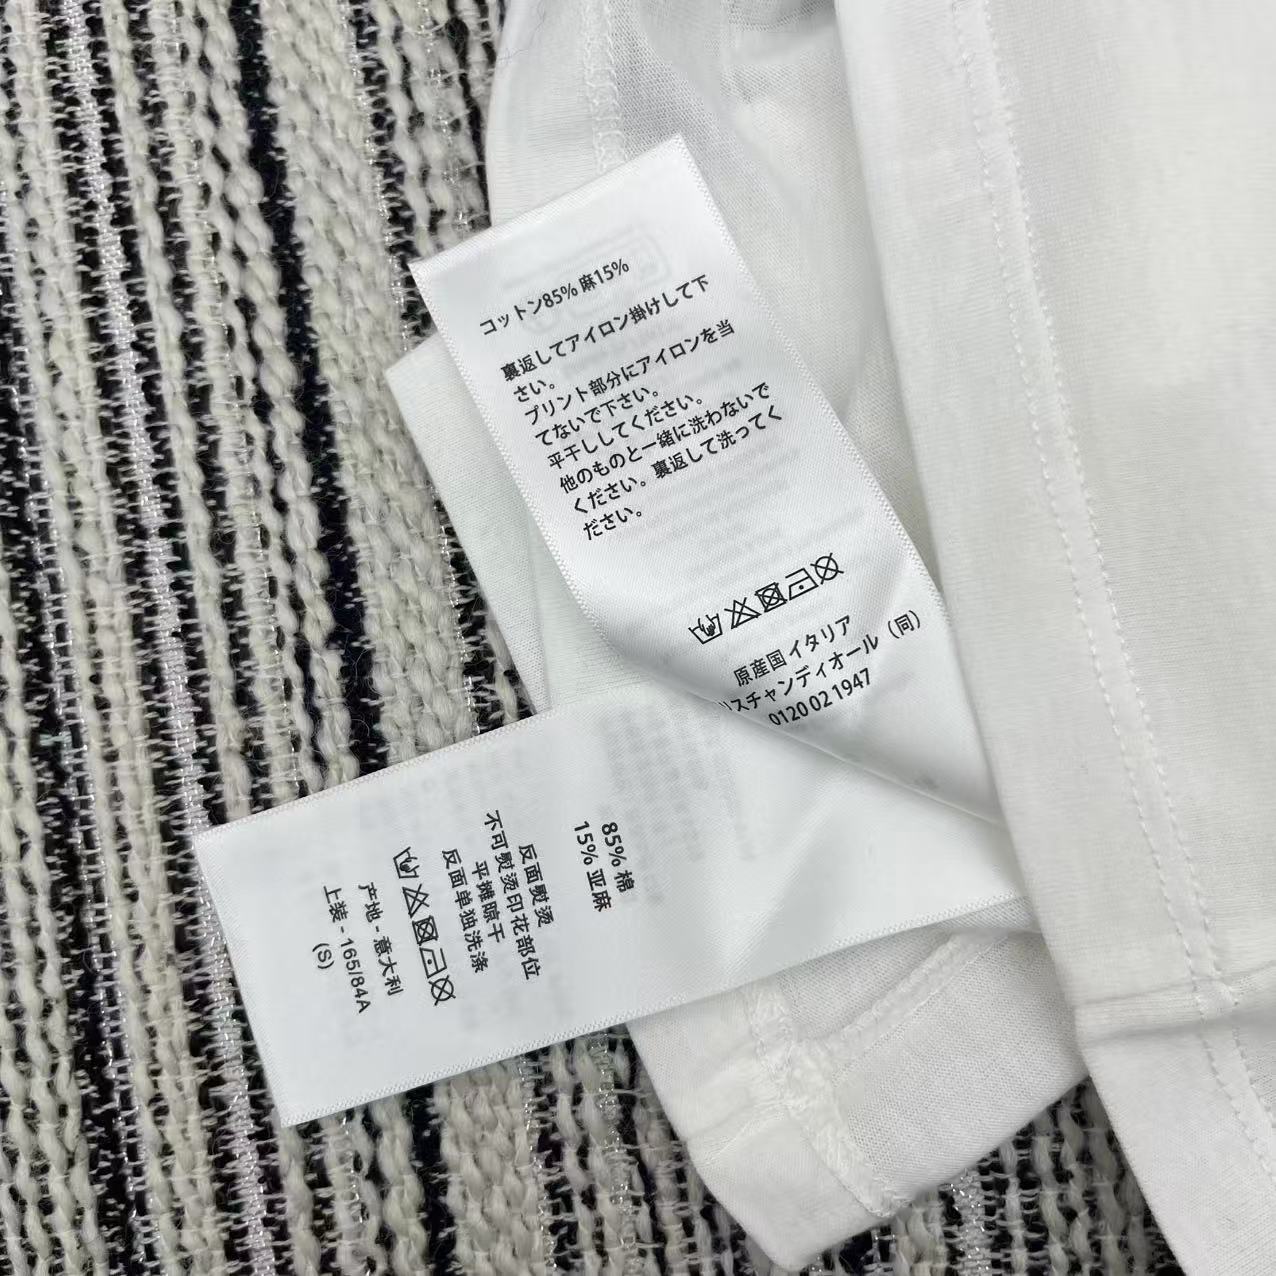 コットン85% 麻15%
裏返してアイロン掛けして下
さい。
プリント部分にアイロンを当
てないで下さい。
平干ししてください。
他のものと一緒に洗わないで
ください。裏返して洗ってく
ださい。
原産国 イタリア
スチャンディオール（同）
0120 02 1947
85% 棉
15% 亚麻
反面熨烫
不可熨烫印花部位
平摊晾干
反面单独洗涤
产地 - 意大利
上装 - 165/84A
(S)